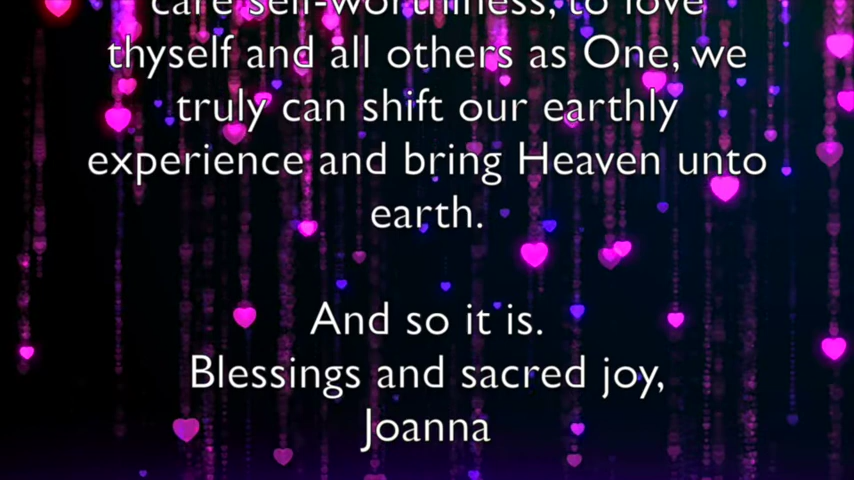 care self-worthiness, to love
thyself and all others as One, we
truly can shift our earthly
experience and bring Heaven unto
earth.
And so it is.
Blessings and sacred joy,
Joanna